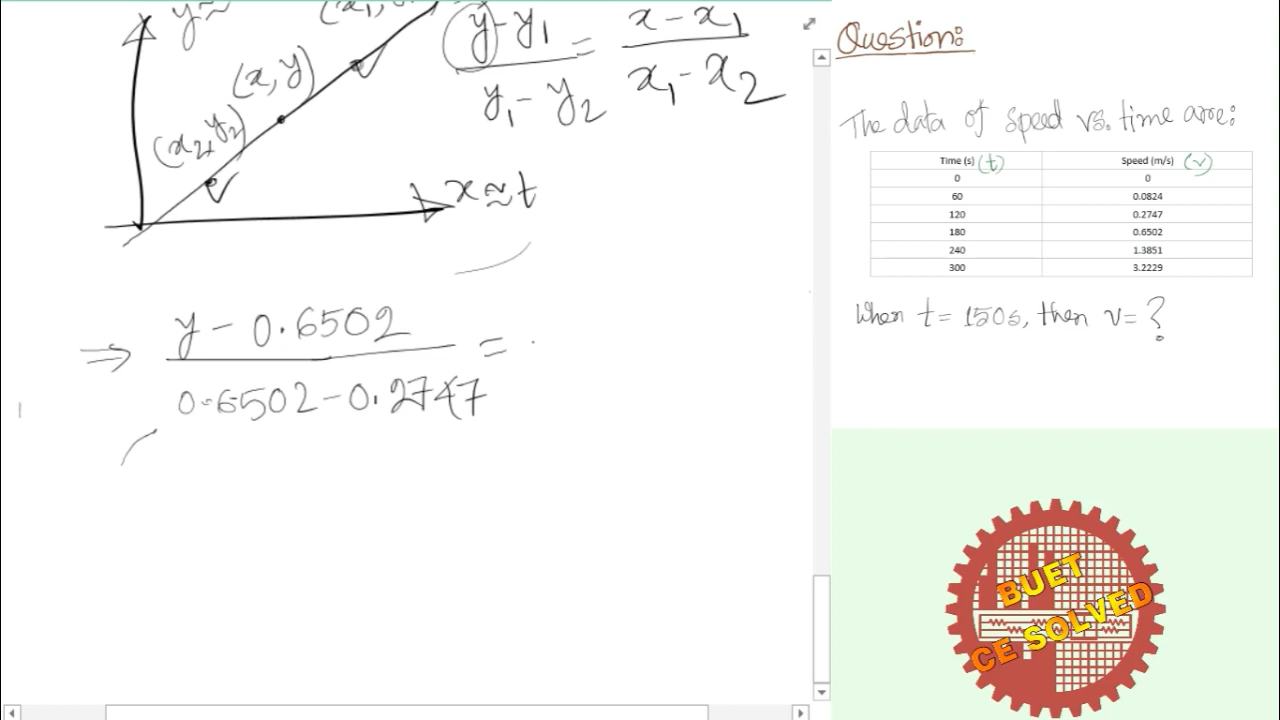 y≈
(x1,
(x, y)
(x2, y2)
x≈t
y-y1 / y1-y2 = x-x1 / x1-x2
⇒ y-0.6502 / 0.6502-0.2747 =
Question:
The data of speed vs. time are:
Time (s) (t) Speed (m/s) (v)
0 0
60 0.0824
120 0.2747
180 0.6502
240 1.3851
300 3.2229
When t= 150s, then v= ?
BUET
CE SOLVED